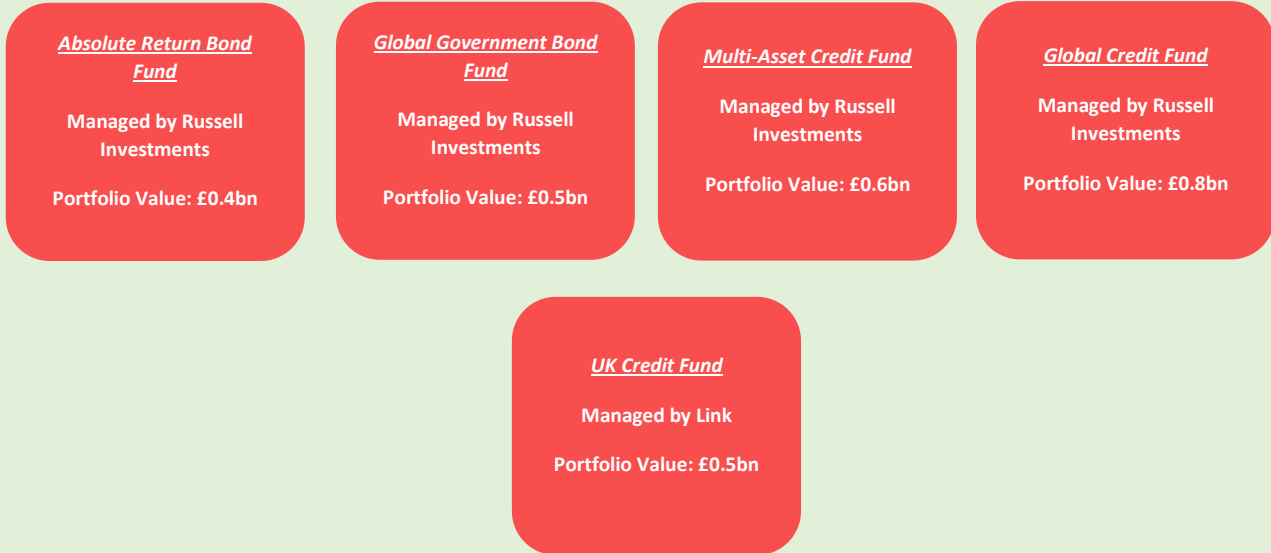 Absolute Return Bond
Fund
Managed by Russell
Investments
Portfolio Value: £0.4bn
Global Government Bond
Fund
Managed by Russell
Investments
Portfolio Value: £0.5bn
Multi-Asset Credit Fund
Managed by Russell
Investments
Portfolio Value: £0.6bn
Global Credit Fund
Managed by Russell
Investments
Portfolio Value: £0.8bn
UK Credit Fund
Managed by Link
Portfolio Value: £0.5bn